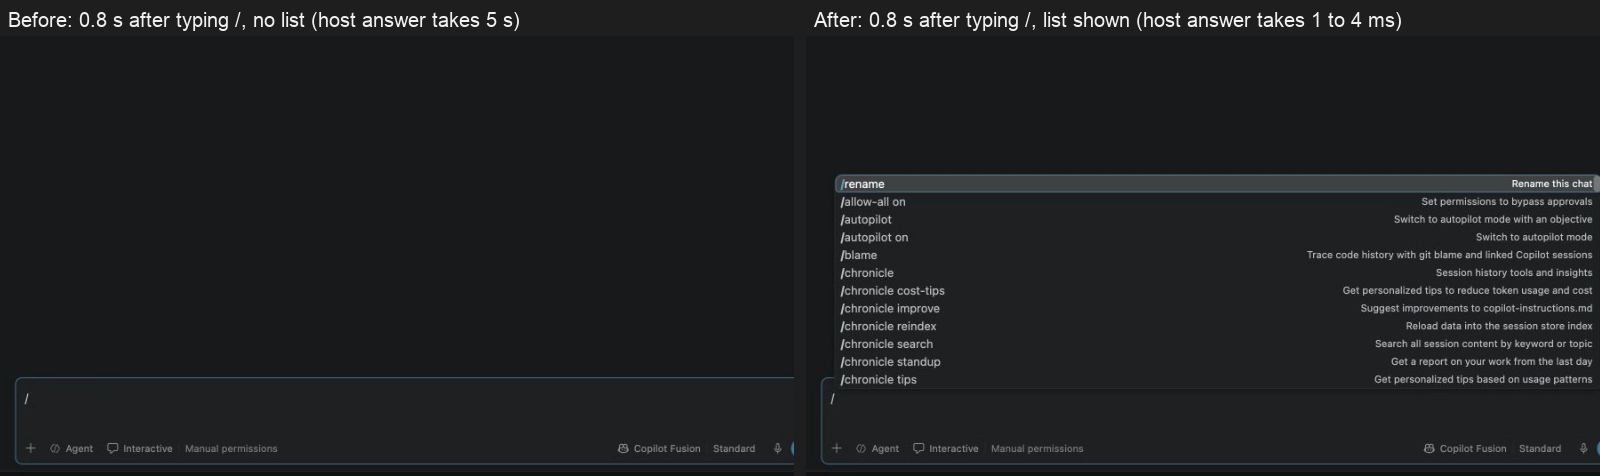 Before: 0.8 s after typing /, no list (host answer takes 5 s)
/
Agent Interactive Manual permissions Copilot Fusion Standard
After: 0.8 s after typing /, list shown (host answer takes 1 to 4 ms)
/rename Rename this chat
/allow-all on Set permissions to bypass approvals
/autopilot Switch to autopilot mode with an objective
/autopilot on Switch to autopilot mode
/blame Trace code history with git blame and linked Copilot sessions
/chronicle Session history tools and insights
/chronicle cost-tips Get personalized tips to reduce token usage and cost
/chronicle improve Suggest improvements to copilot-instructions.md
/chronicle reindex Reload data into the session store index
/chronicle search Search all session content by keyword or topic
/chronicle standup Get a report on your work from the last day
/chronicle tips Get personalized tips based on usage patterns
/
Agent Interactive Manual permissions Copilot Fusion Standard